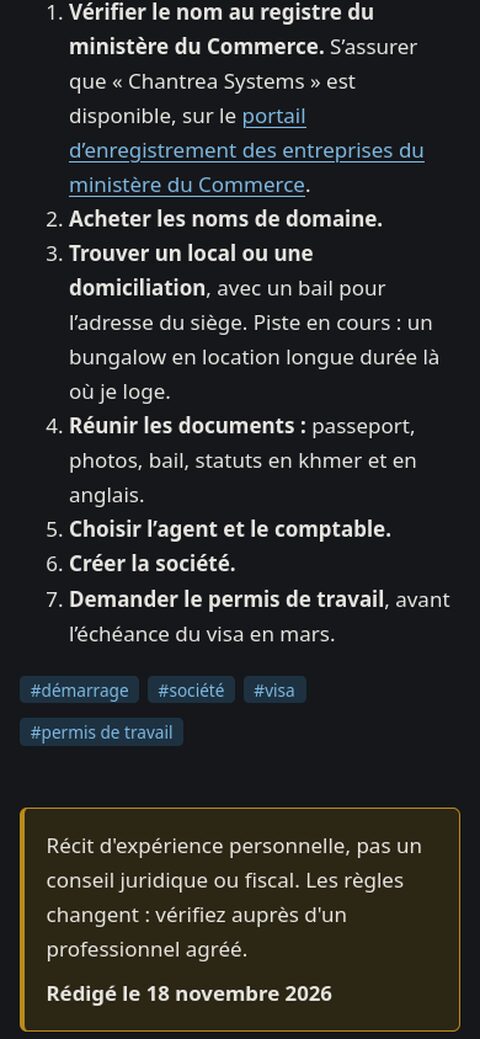 1. Vérifier le nom au registre du
ministère du Commerce. S’assurer
que « Chantrea Systems » est
disponible, sur le portail
d’enregistrement des entreprises du
ministère du Commerce.
2. Acheter les noms de domaine.
3. Trouver un local ou une
domiciliation, avec un bail pour
l’adresse du siège. Piste en cours : un
bungalow en location longue durée là
où je loge.
4. Réunir les documents : passeport,
photos, bail, statuts en khmer et en
anglais.
5. Choisir l’agent et le comptable.
6. Créer la société.
7. Demander le permis de travail, avant
l’échéance du visa en mars.
#démarrage #société #visa
#permis de travail
Récit d'expérience personnelle, pas un
conseil juridique ou fiscal. Les règles
changent : vérifiez auprès d'un
professionnel agréé.
Rédigé le 18 novembre 2026